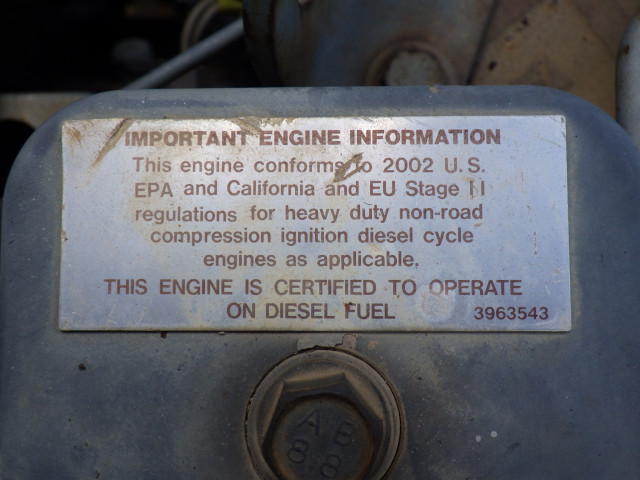 IMPORTANT ENGINE INFORMATION
This engine conforms to 2002 U.S.
EPA and California and EU Stage II
regulations for heavy duty non-road
compression ignition diesel cycle
engines as applicable.
THIS ENGINE IS CERTIFIED TO OPERATE
ON DIESEL FUEL 3963543
AB
8.8